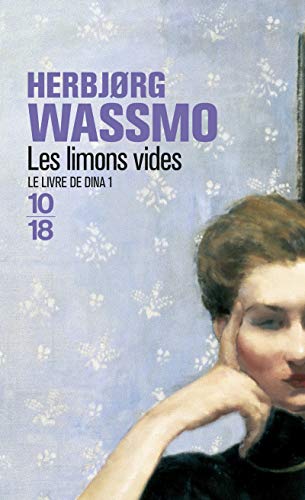 HERBJØRG
WASSMO
Les limons vides
LE LIVRE DE DINA 1
10
18